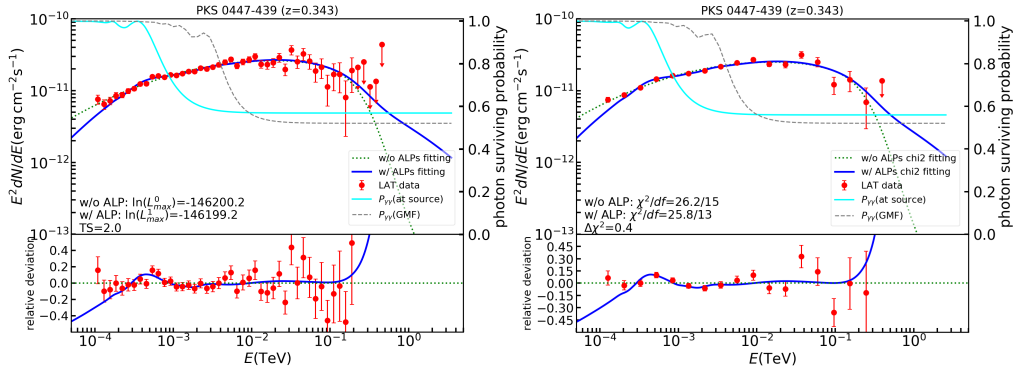 PKS 0447-439 (z=0.343)
10⁻¹⁰
10⁻¹¹
10⁻¹²
10⁻¹³
E²dN/dE(erg cm⁻²s⁻¹)
1.0
0.8
0.6
0.4
0.2
0.0
photon surviving probability
w/o ALPs fitting
w/ ALPs fitting
LAT data
Pγγ(at source)
Pγγ(GMF)
w/o ALP: ln(L⁰max)=-146200.2
w/ ALP: ln(L¹max)=-146199.2
TS=2.0
relative deviation
0.4
0.2
0.0
−0.2
−0.4
10⁻⁴
10⁻³
10⁻²
10⁻¹
10⁰
E(TeV)
PKS 0447-439 (z=0.343)
10⁻¹⁰
10⁻¹¹
10⁻¹²
10⁻¹³
E²dN/dE(erg cm⁻²s⁻¹)
1.0
0.8
0.6
0.4
0.2
0.0
photon surviving probability
w/o ALPs chi2 fitting
w/ ALPs chi2 fitting
LAT data
Pγγ(at source)
Pγγ(GMF)
w/o ALP: χ²/df=26.2/15
w/ ALP: χ²/df=25.8/13
Δχ²=0.4
relative deviation
0.45
0.30
0.15
0.00
−0.15
−0.30
−0.45
10⁻⁴
10⁻³
10⁻²
10⁻¹
10⁰
E(TeV)